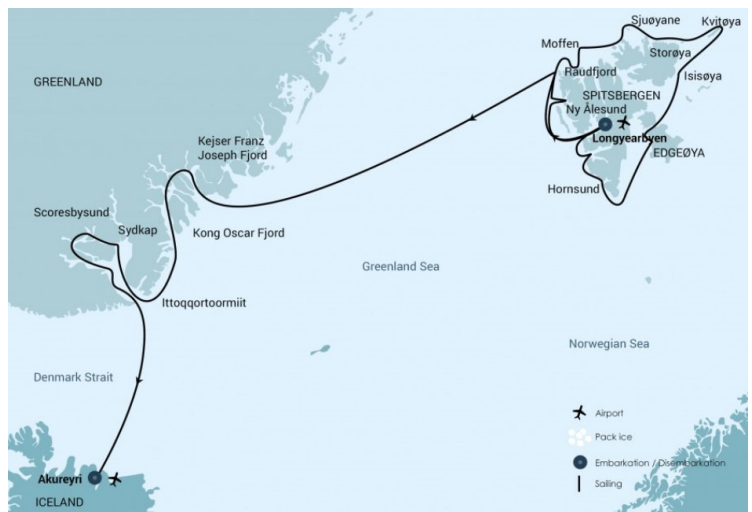 Sjuøyane
Kvitøya
Moffen
Storøya
Raudfjord
Isisøya
GREENLAND
SPITSBERGEN
Ny Ålesund
Longyearbyen
EDGEØYA
Kejser Franz
Joseph Fjord
Hornsund
Scoresbysund
Sydkap
Kong Oscar Fjord
Greenland Sea
Ittoqqortoormiit
Norwegian Sea
Denmark Strait
Airport
Pack ice
Embarkation / Disembarkation
Sailing
Akureyri
ICELAND